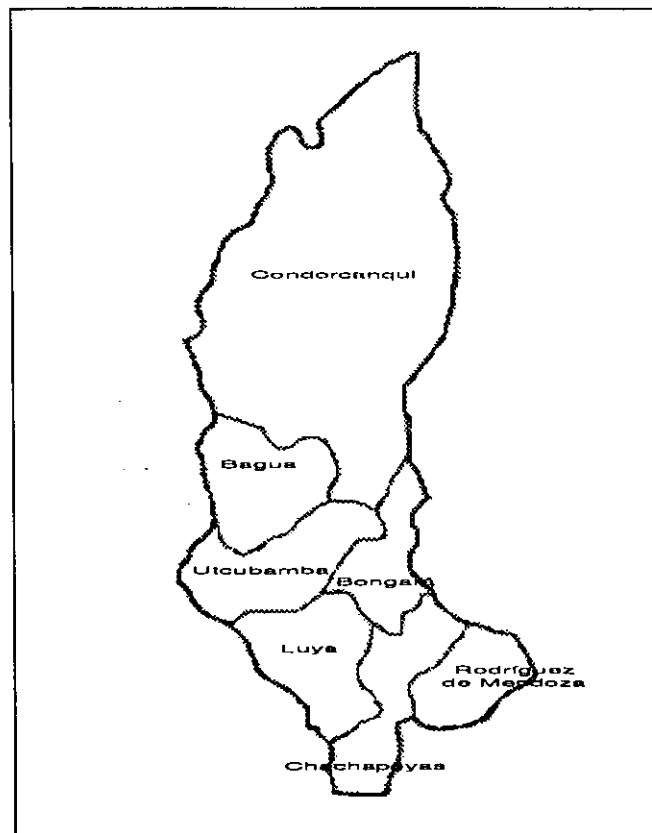 Condorcanqui
Bagua
Utcubamba
Bongará
Luya
Rodríguez
de Mendoza
Chachapoyas